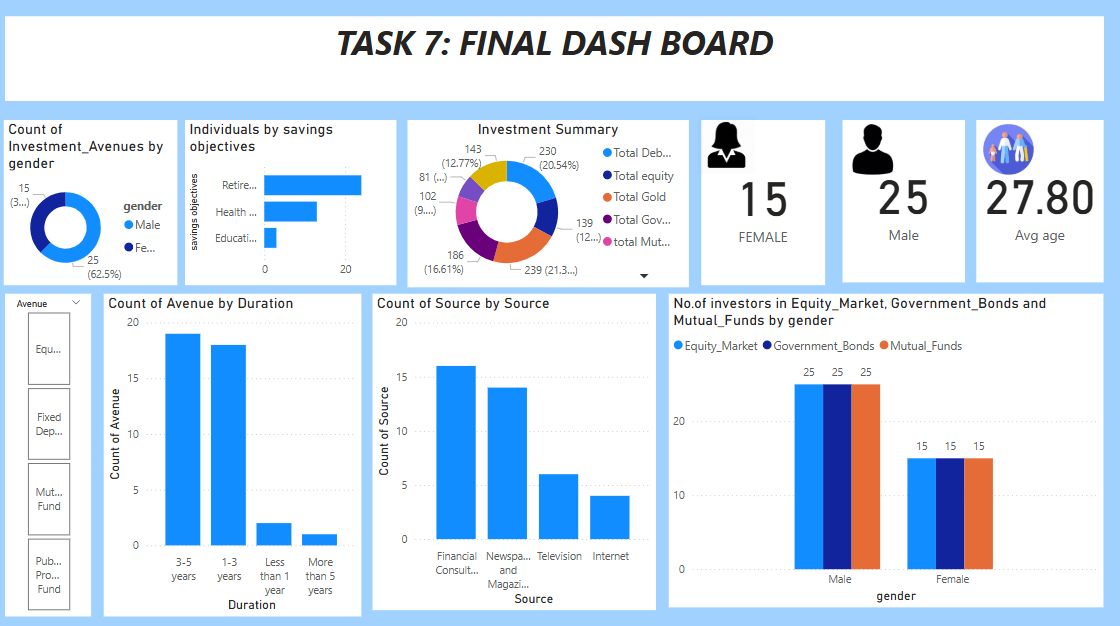 TASK 7: FINAL DASH BOARD
Count of
Investment_Avenues by
gender
15
(3...)
25
(62.5%)
gender
Male
Fe...
Individuals by savings
objectives
savings objectives
Retire...
Health ...
Educati...
0
20
Investment Summary
143
(12.77%)
230
(20.54%)
81 (...)
102
(9....)
139
(12...)
186
(16.61%)
239 (21.3...)
Total Deb...
Total equity
Total Gold
Total Gov...
total Mut...
15
FEMALE
25
Male
27.80
Avg age
Avenue
Equ...
Fixed
Dep...
Mut...
Fund
Pub...
Pro...
Fund
Count of Avenue by Duration
Count of Avenue
20
15
10
5
0
3-5
years
1-3
years
Less
than 1
year
More
than 5
years
Duration
Count of Source by Source
Count of Source
20
15
10
5
0
Financial
Consult...
Newspa...
and
Magazi...
Television
Internet
Source
No.of investors in Equity_Market, Government_Bonds and
Mutual_Funds by gender
Equity_Market
Government_Bonds
Mutual_Funds
25
25
25
15
15
15
20
10
0
Male
Female
gender